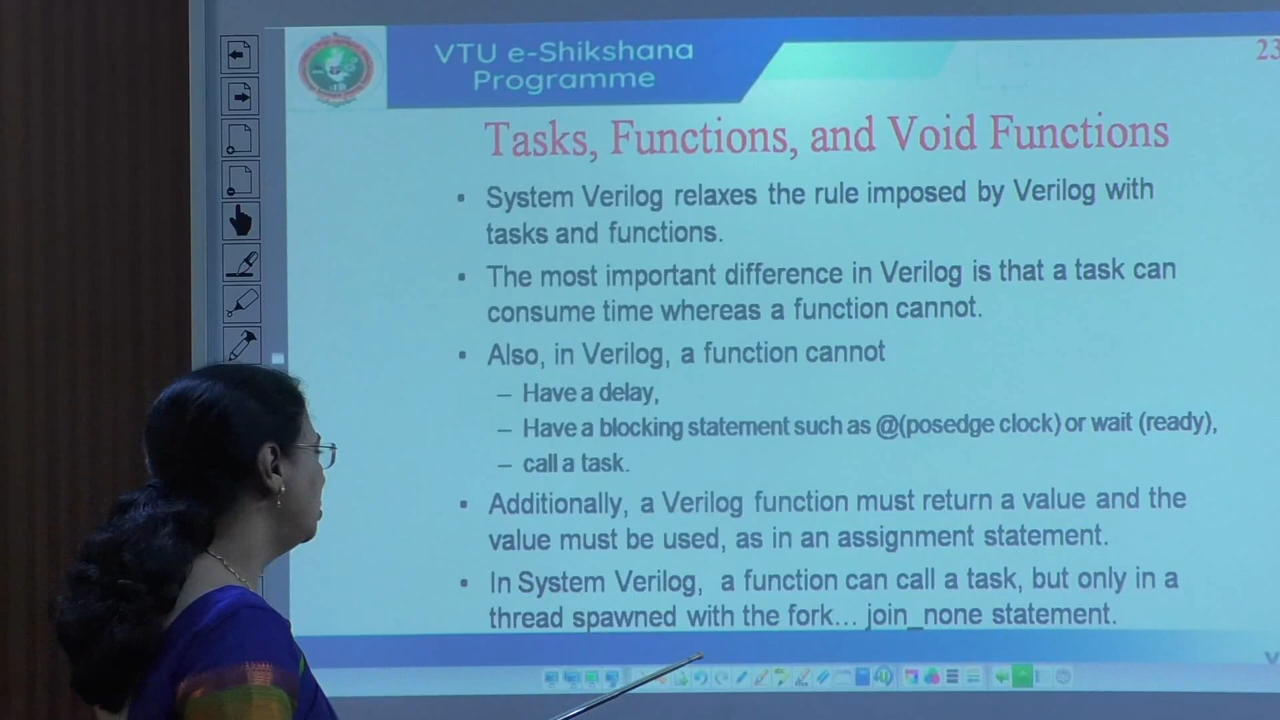 VTU e-Shikshana
Programme
23
Tasks, Functions, and Void Functions
• System Verilog relaxes the rule imposed by Verilog with
tasks and functions.
• The most important difference in Verilog is that a task can
consume time whereas a function cannot.
• Also, in Verilog, a function cannot
– Have a delay,
– Have a blocking statement such as @(posedge clock) or wait (ready),
– call a task.
• Additionally, a Verilog function must return a value and the
value must be used, as in an assignment statement.
• In System Verilog, a function can call a task, but only in a
thread spawned with the fork... join_none statement.